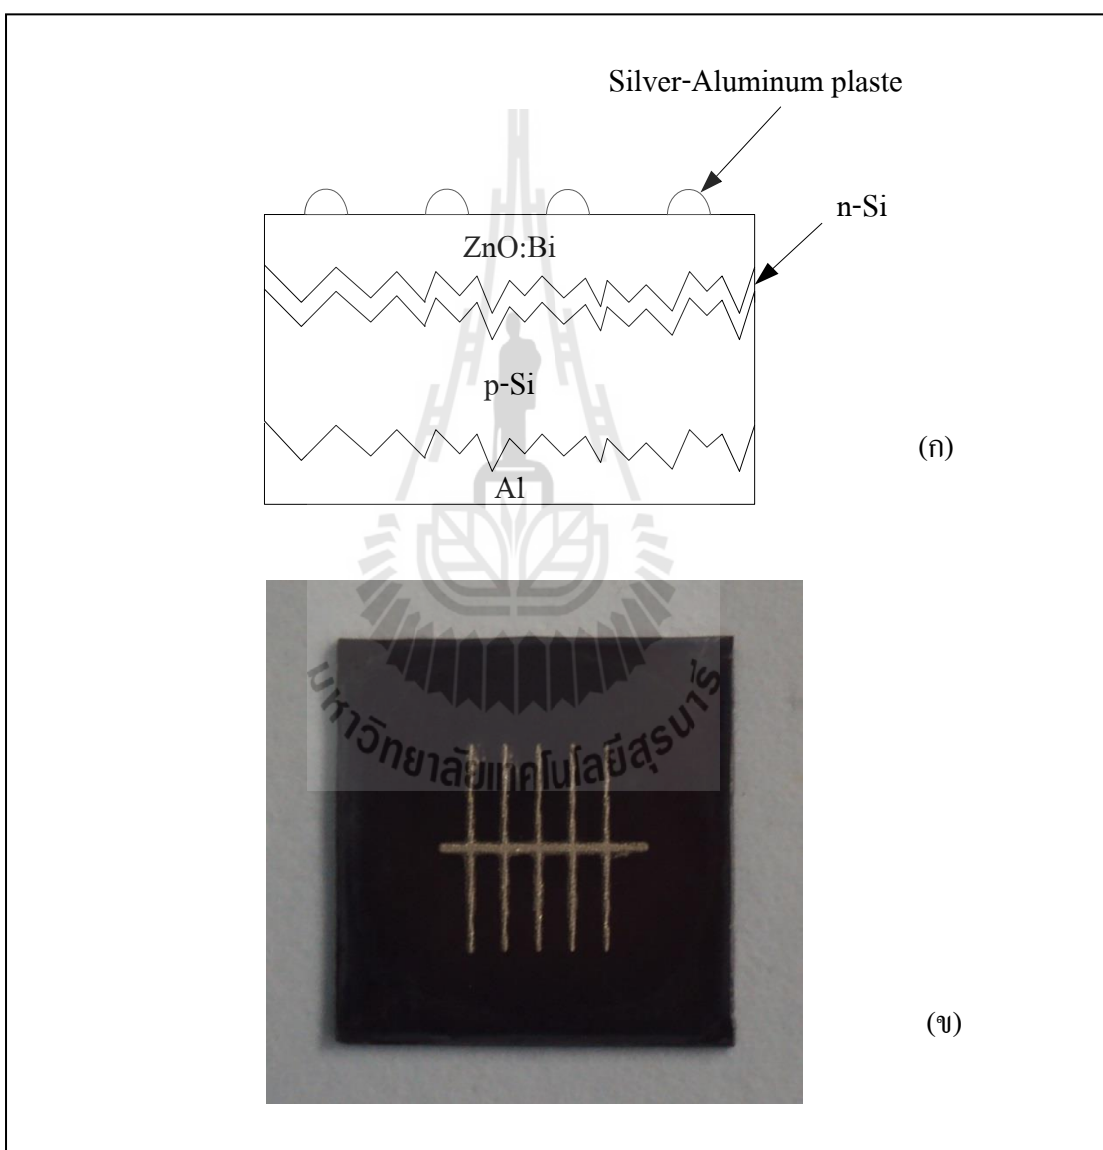 Silver-Aluminum plaste
n-Si
ZnO:Bi
p-Si
(ก)
Al
มหาวิทยาลัยเทคโนโลยีสุรนารี
(ข)